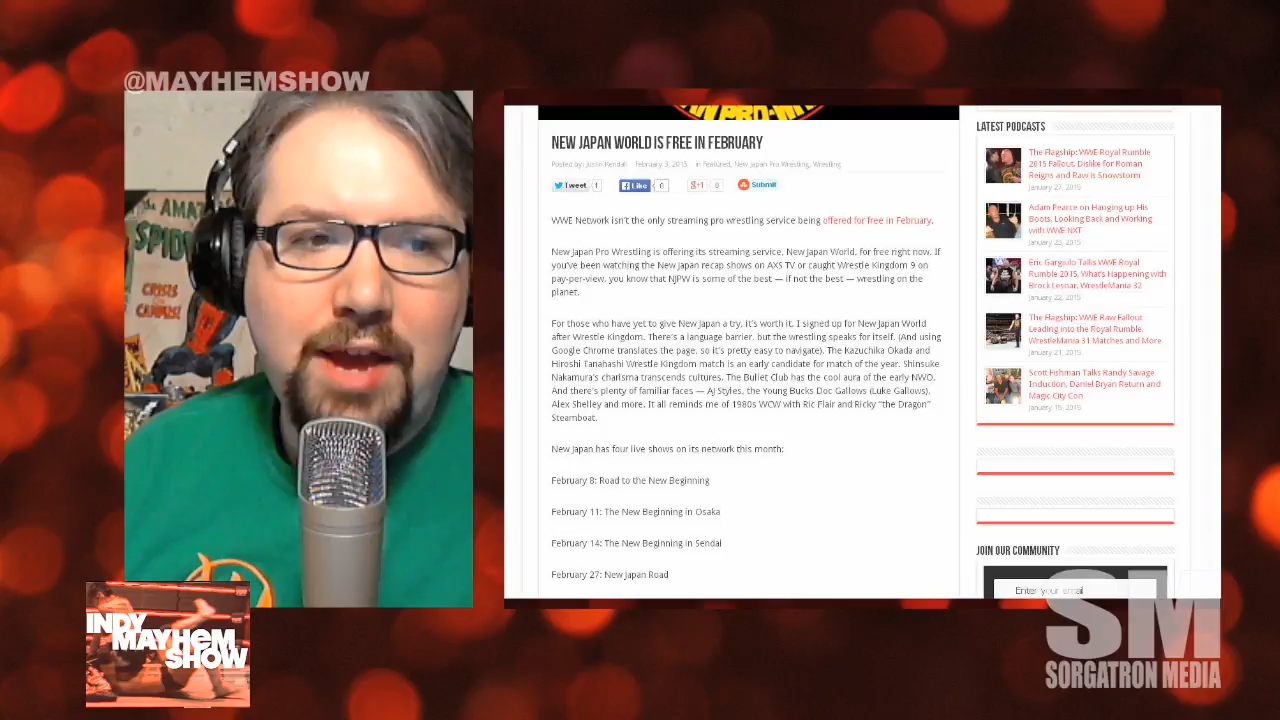 @MAYHEMSHOW
the AMAZ
SPID
CRISIS
ON
CAMPUS!
INDY
MAYHEM
SHOW
NEW JAPAN WORLD IS FREE IN FEBRUARY
Posted by: Justin Kendall February 3, 2015 in Featured, New Japan Pro Wrestling, Wrestling
Tweet 1 Like 0 g+1 0 Submit
WWE Network isn't the only streaming pro wrestling service being offered for free in February.
New Japan Pro Wrestling is offering its streaming service, New Japan World, for free right now. If
you've been watching the New Japan recap shows on AXS TV or caught Wrestle Kingdom 9 on
pay-per-view, you know that NJPW is some of the best — if not the best — wrestling on the
planet.
For those who have yet to give New Japan a try, it's worth it. I signed up for New Japan World
after Wrestle Kingdom. There's a language barrier, but the wrestling speaks for itself. (And using
Google Chrome translates the page, so it's pretty easy to navigate). The Kazuchika Okada and
Hiroshi Tanahashi Wrestle Kingdom match is an early candidate for match of the year. Shinsuke
Nakamura's charisma transcends cultures. The Bullet Club has the cool aura of the early NWO.
And there's plenty of familiar faces — AJ Styles, the Young Bucks Doc Gallows (Luke Gallows),
Alex Shelley and more. It all reminds me of 1980s WCW with Ric Flair and Ricky “the Dragon”
Steamboat.
New Japan has four live shows on its network this month:
February 8: Road to the New Beginning
February 11: The New Beginning in Osaka
February 14: The New Beginning in Sendai
February 27: New Japan Road
LATEST PODCASTS
The Flagship: WWE Royal Rumble
2015 Fallout, Dislike for Roman
Reigns and Raw is Snowstorm
January 27, 2015
Adam Pearce on Hanging up His
Boots, Looking Back and Working
with WWE NXT
January 23, 2015
Eric Gargiulo Talks WWE Royal
Rumble 2015, What's Happening with
Brock Lesnar, WrestleMania 32
January 22, 2015
The Flagship: WWE Raw Fallout
Leading into the Royal Rumble,
WrestleMania 31 Matches and More
January 21, 2015
Scott Fishman Talks Randy Savage
Induction, Daniel Bryan Return and
Magic City Con
January 15, 2015
JOIN OUR COMMUNITY
Enter your email
SM
SORGATRON MEDIA